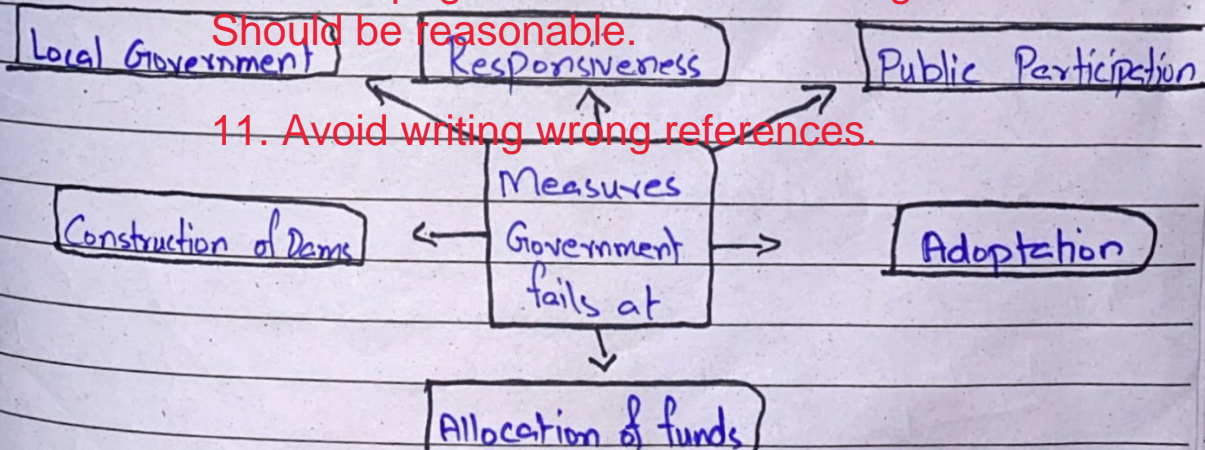 Should be reasonable.
Local Government
Responsiveness
Public Participation
11. Avoid writing wrong references.
Measures
Government
fails at
Construction of Dams
Adoptation
Allocation of funds